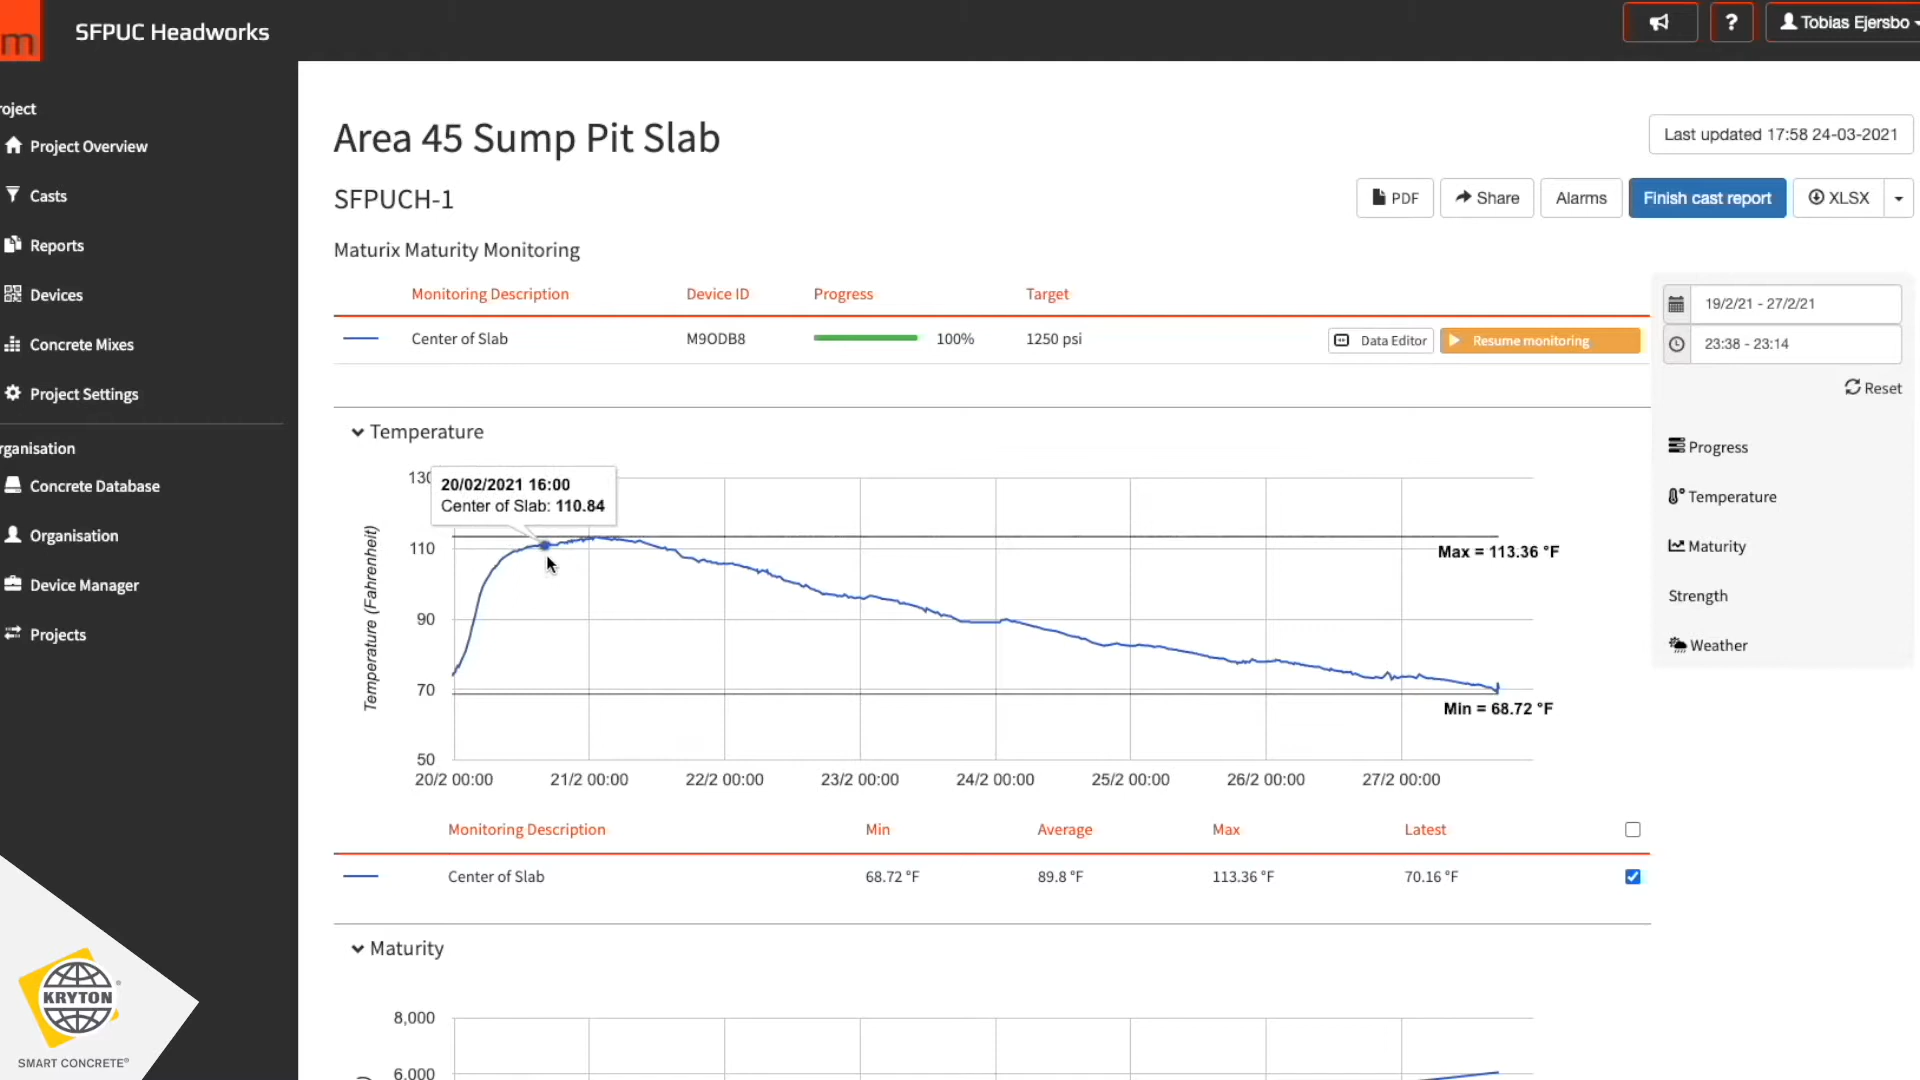 m
SFPUC Headworks
?
Tobias Ejersbo
roject
Project Overview
Casts
Reports
Devices
Concrete Mixes
Project Settings
rganisation
Concrete Database
Organisation
Device Manager
Projects
KRYTON
SMART CONCRETE®
Area 45 Sump Pit Slab
Last updated 17:58 24-03-2021
SFPUCH-1
PDF
Share
Alarms
Finish cast report
XLSX
Maturix Maturity Monitoring
Monitoring Description Device ID Progress Target
Center of Slab M9ODB8 100% 1250 psi
Data Editor
Resume monitoring
19/2/21 - 27/2/21
23:38 - 23:14
Reset
Progress
Temperature
Maturity
Strength
Weather
Temperature
20/02/2021 16:00
Center of Slab: 110.84
Temperature (Fahrenheit)
130
110
90
70
50
Max = 113.36 °F
Min = 68.72 °F
20/2 00:00 21/2 00:00 22/2 00:00 23/2 00:00 24/2 00:00 25/2 00:00 26/2 00:00 27/2 00:00
Monitoring Description Min Average Max Latest
Center of Slab 68.72 °F 89.8 °F 113.36 °F 70.16 °F
Maturity
8,000
6,000